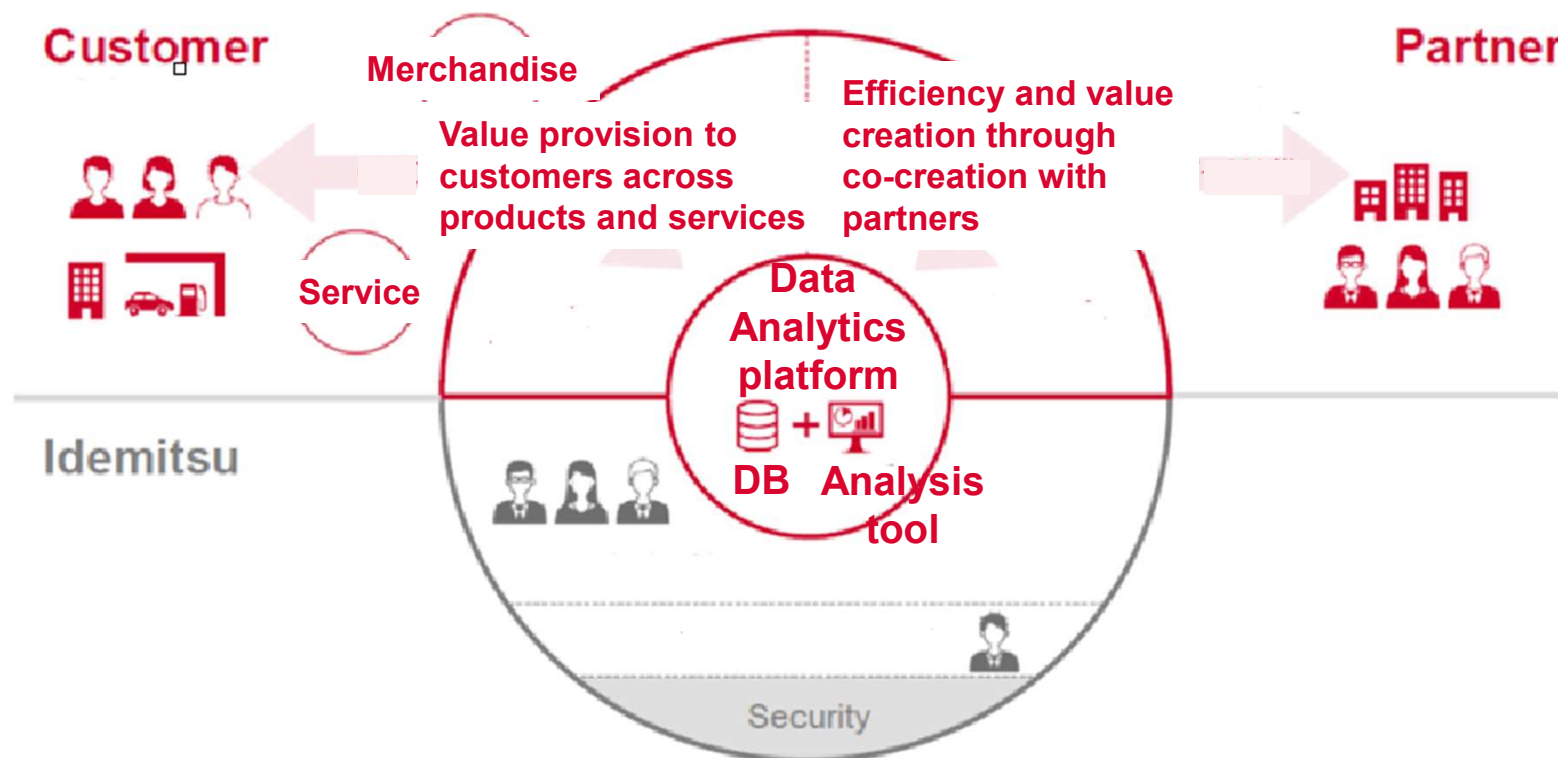 Customer
Partner
Merchandise
Value provision to
customers across
products and services
Efficiency and value
creation through
co-creation with
partners
Service
Data
Analytics
platform
+
DB
Analysis
tool
Idemitsu
Security